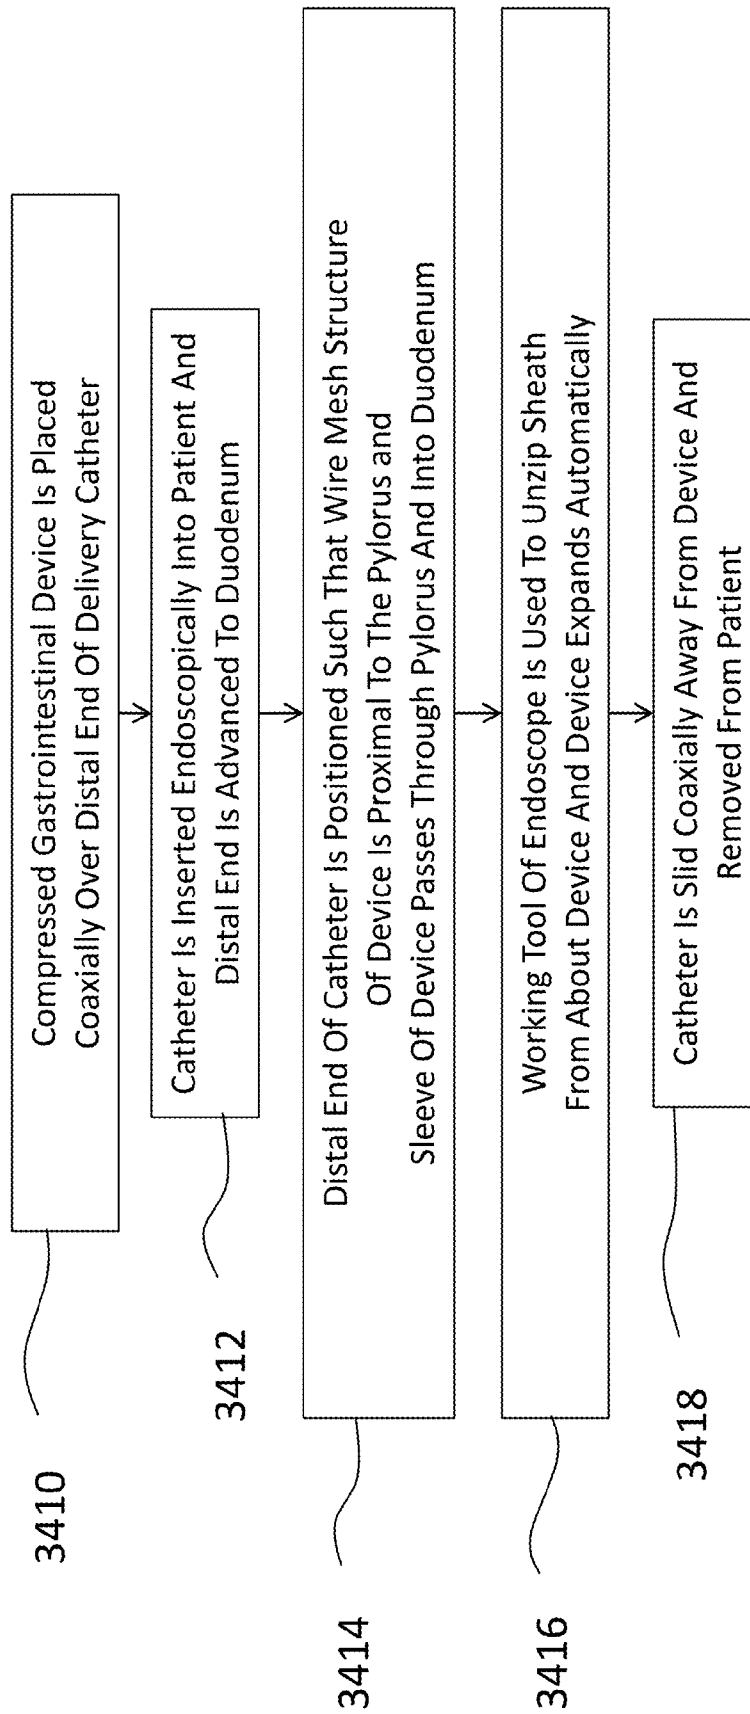 3410
Compressed Gastrointestinal Device Is Placed
Coaxially Over Distal End Of Delivery Catheter
3412
Catheter Is Inserted Endoscopically Into Patient And
Distal End Is Advanced To Duodenum
3414
Distal End Of Catheter Is Positioned Such That Wire Mesh Structure
Of Device Is Proximal To The Pylorus and
Sleeve Of Device Passes Through Pylorus And Into Duodenum
3416
Working Tool Of Endoscope Is Used To Unzip Sheath
From About Device And Device Expands Automatically
3418
Catheter Is Slid Coaxially Away From Device And
Removed From Patient